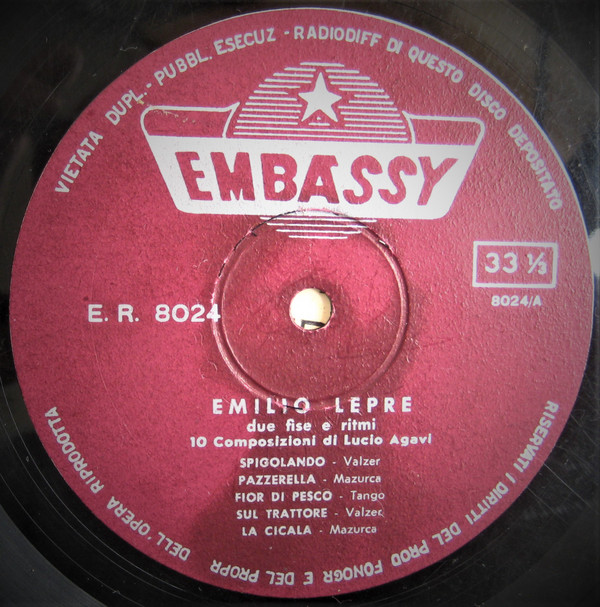 VIETATA DUPL. - PUBBL. ESECUZ - RADIODIFF DI QUESTO DISCO DEPOSITATO
EMBASSY
33 ⅓
8024/A
E. R. 8024
EMILIO LEPRE
due fise e ritmi
10 Composizioni di Lucio Agavi
SPIGOLANDO - Valzer
PAZZERELLA - Mazurca
FIOR DI PESCO - Tango
SUL TRATTORE - Valzer
LA CICALA - Mazurca
RISERVATI I DIRITTI DEL PROD FONOGR E DEL PROPR DELL'OPERA RIPRODOTTA